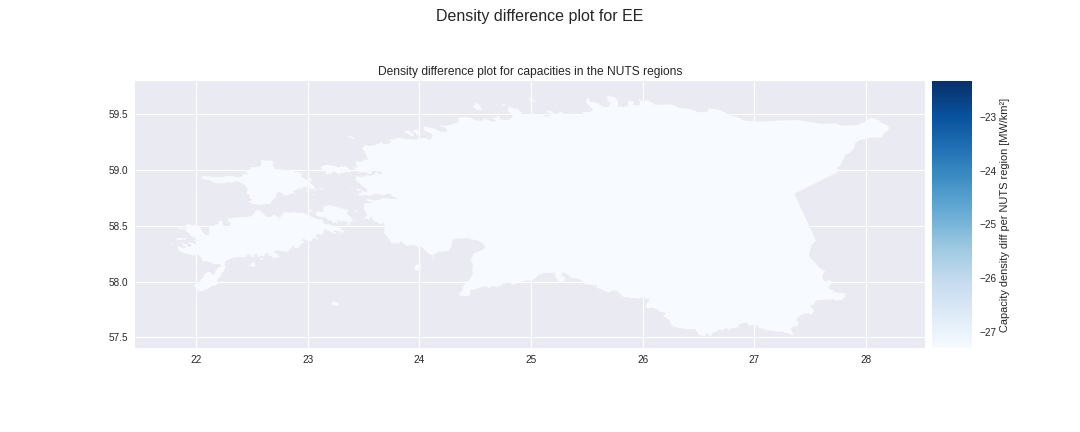 Density difference plot for EE
Density difference plot for capacities in the NUTS regions
59.5
59.0
58.5
58.0
57.5
22 23 24 25 26 27 28
−23
−24
−25
−26
−27
Capacity density diff per NUTS region [MW/km²]